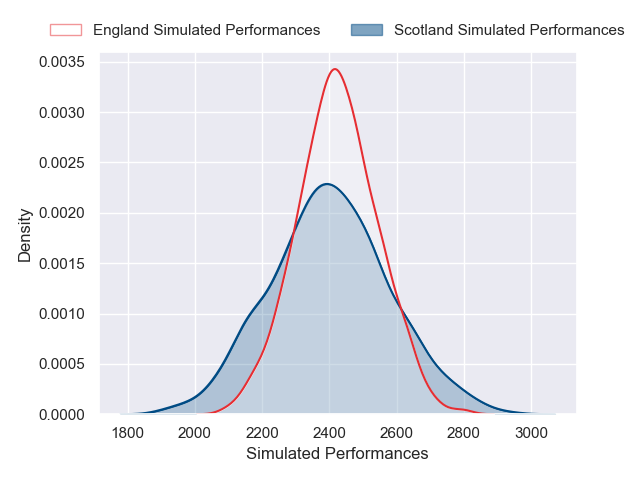 England Simulated Performances
Scotland Simulated Performances
0.0035
0.0030
0.0025
0.0020
0.0015
0.0010
0.0005
0.0000
Density
1800 2000 2200 2400 2600 2800 3000
Simulated Performances